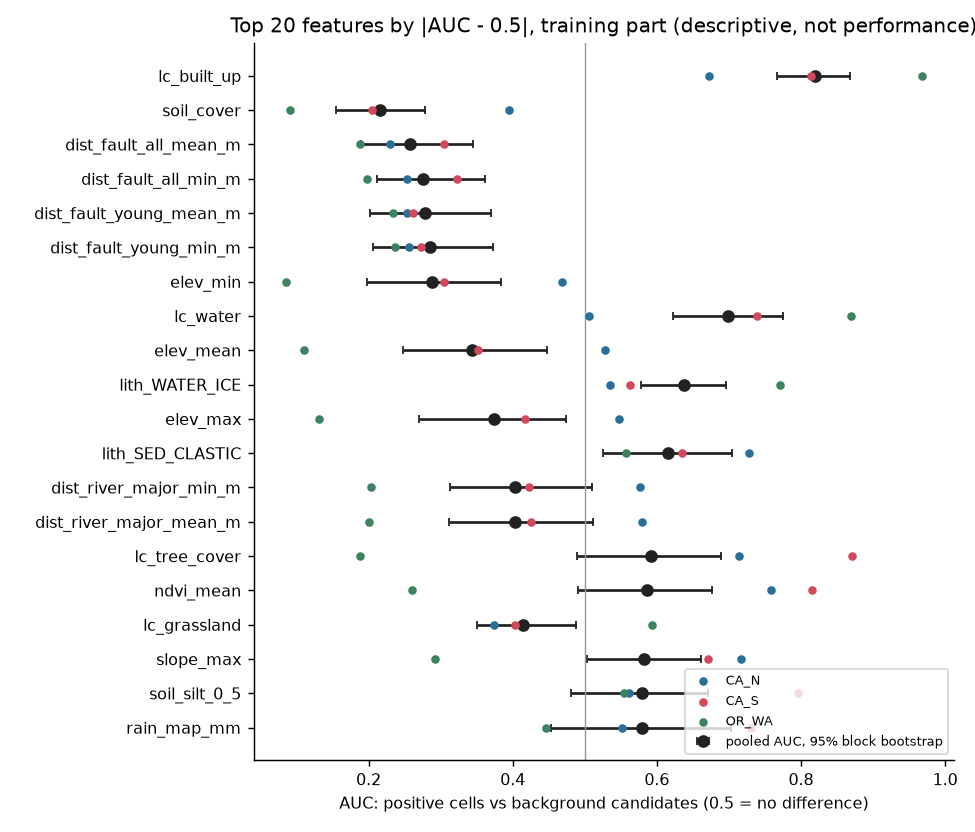 Top 20 features by |AUC - 0.5|, training part (descriptive, not performance)
lc_built_up
soil_cover
dist_fault_all_mean_m
dist_fault_all_min_m
dist_fault_young_mean_m
dist_fault_young_min_m
elev_min
lc_water
elev_mean
lith_WATER_ICE
elev_max
lith_SED_CLASTIC
dist_river_major_min_m
dist_river_major_mean_m
lc_tree_cover
ndvi_mean
lc_grassland
slope_max
soil_silt_0_5
rain_map_mm
CA_N
CA_S
OR_WA
pooled AUC, 95% block bootstrap
0.2 0.4 0.6 0.8 1.0
AUC: positive cells vs background candidates (0.5 = no difference)